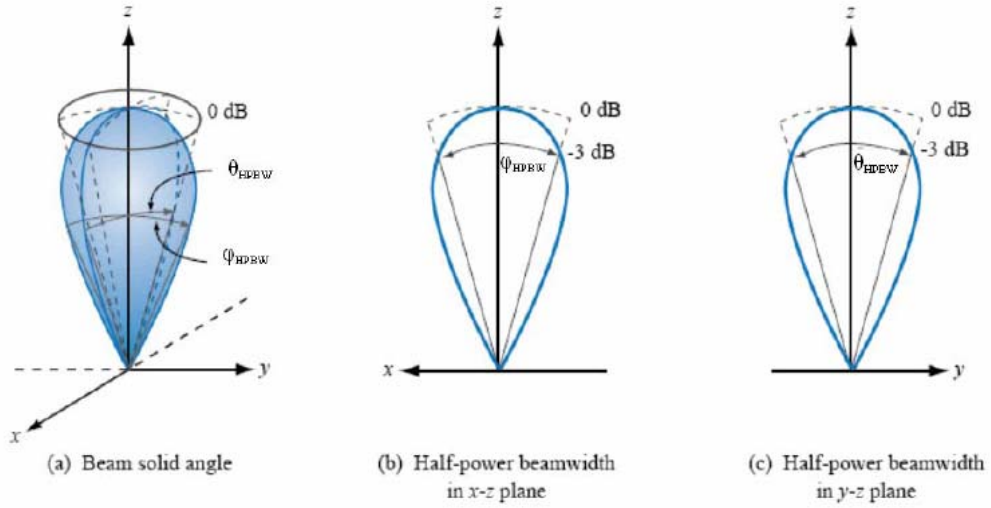 z
0 dB
θHPBW
φHPBW
y
x
(a) Beam solid angle
z
0 dB
-3 dB
φHPBW
x
(b) Half-power beamwidth
in x-z plane
z
0 dB
-3 dB
θHPBW
y
(c) Half-power beamwidth
in y-z plane